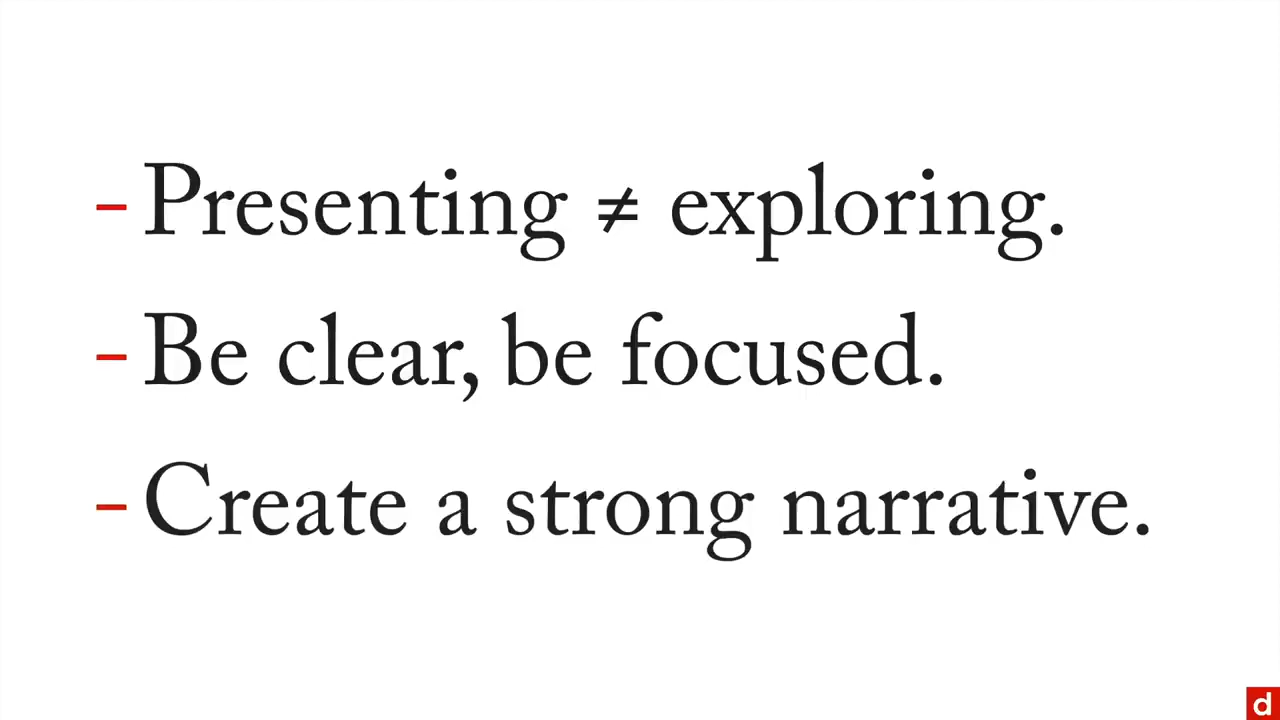 – Presenting ≠ exploring.
– Be clear, be focused.
– Create a strong narrative.
d